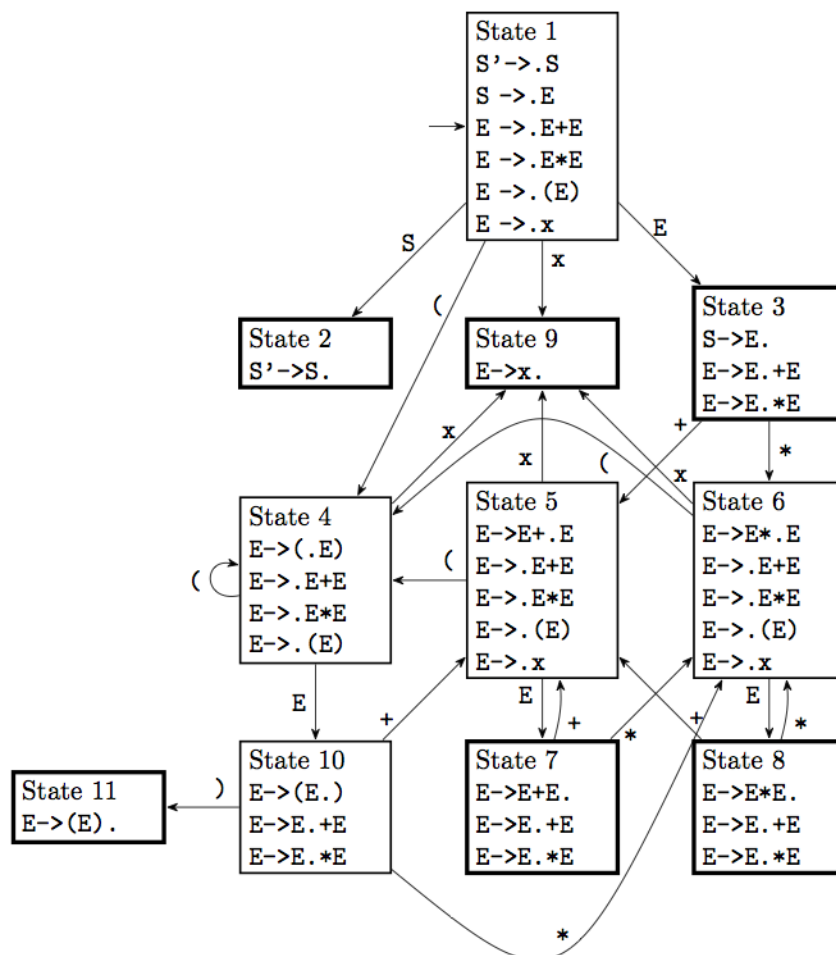 State 1
S'->.S
S ->.E
E ->.E+E
E ->.E*E
E ->.(E)
E ->.x
S
(
x
E
State 2
S'->S.
State 9
E->x.
State 3
S->E.
E->E.+E
E->E.*E
x
x
(
x
+
*
State 4
E->(.E)
E->.E+E
E->.E*E
E->.(E)
(
(
State 5
E->E+.E
E->.E+E
E->.E*E
E->.(E)
E->.x
State 6
E->E*.E
E->.E+E
E->.E*E
E->.(E)
E->.x
E
+
E
+
*
+
E
*
State 11
E->(E).
)
State 10
E->(E.)
E->E.+E
E->E.*E
State 7
E->E+E.
E->E.+E
E->E.*E
State 8
E->E*E.
E->E.+E
E->E.*E
*